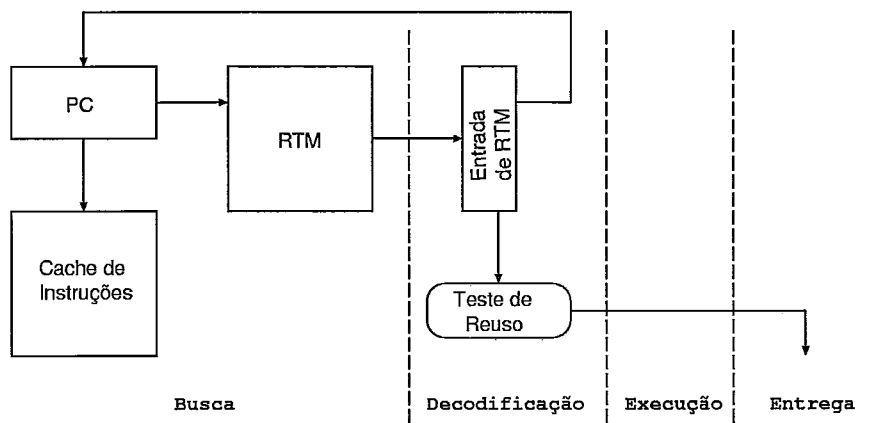 PC
RTM
Entrada
de RTM
Cache de
Instruções
Teste de
Reuso
Busca
Decodificação
Execução
Entrega